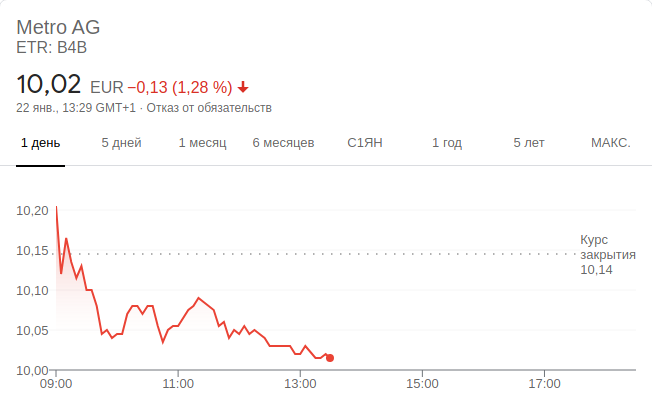 Metro AG
ETR: B4B
10,02 EUR −0,13 (1,28 %)
22 янв., 13:29 GMT+1 · Отказ от обязательств
1 день 5 дней 1 месяц 6 месяцев С1ЯН 1 год 5 лет МАКС.
10,20
10,15
10,10
10,05
10,00
Курс
закрытия
10,14
09:00 11:00 13:00 15:00 17:00